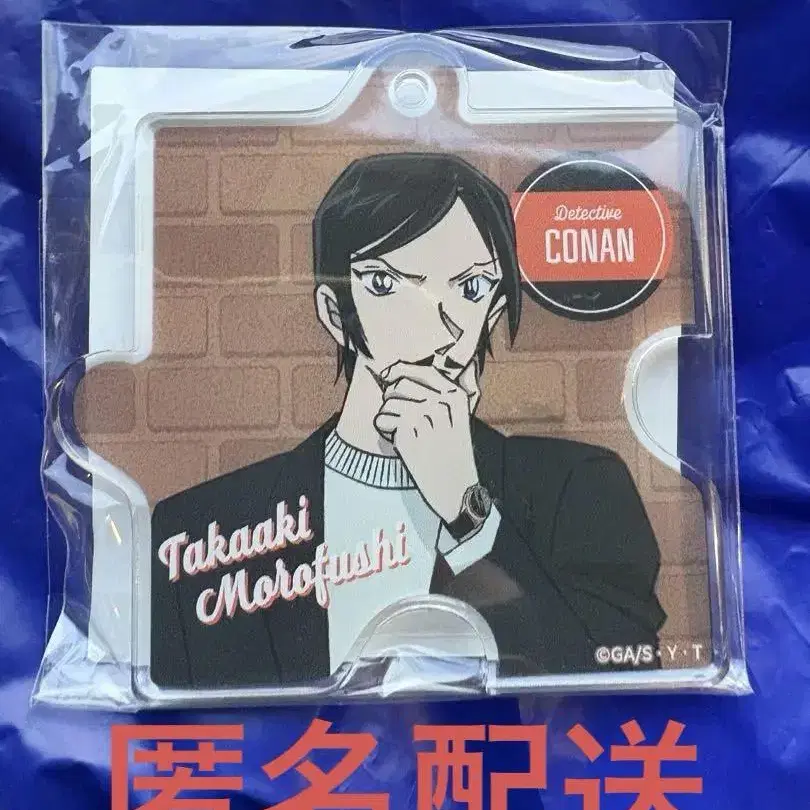 Detective
CONAN
Takaaki
Morofushi
©GA/S・Y・T
匿名配送